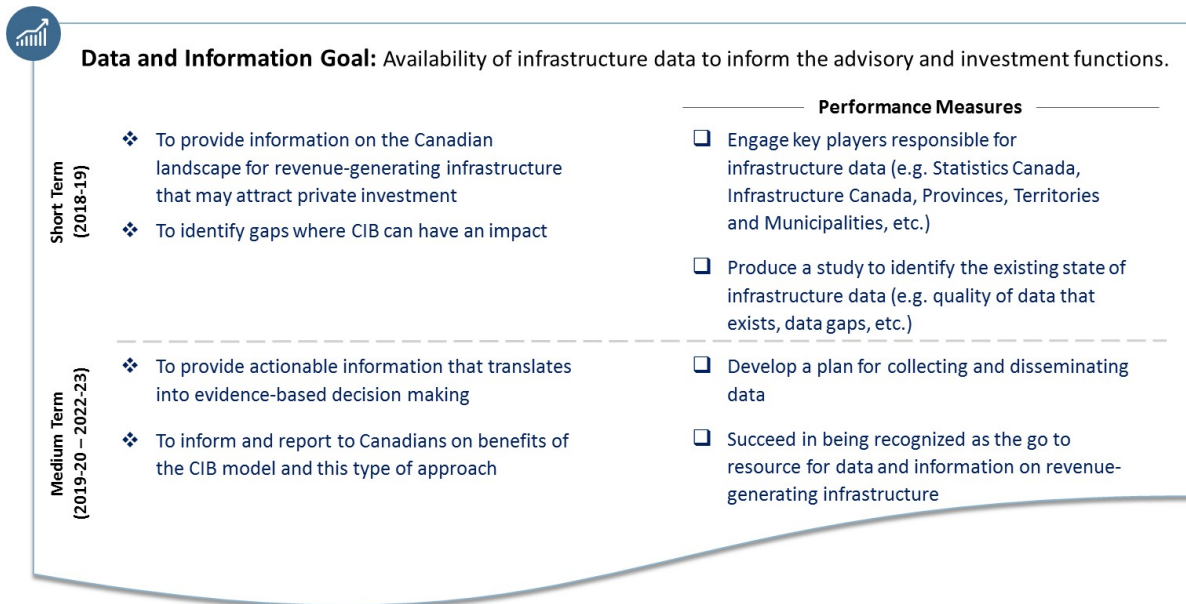 Data and Information Goal: Availability of infrastructure data to inform the advisory and investment functions.
Performance Measures
Short Term
(2018-19)
❖ To provide information on the Canadian
landscape for revenue-generating infrastructure
that may attract private investment
❖ To identify gaps where CIB can have an impact
❑ Engage key players responsible for
infrastructure data (e.g. Statistics Canada,
Infrastructure Canada, Provinces, Territories
and Municipalities, etc.)
❑ Produce a study to identify the existing state of
infrastructure data (e.g. quality of data that
exists, data gaps, etc.)
Medium Term
(2019-20 – 2022-23)
❖ To provide actionable information that translates
into evidence-based decision making
❖ To inform and report to Canadians on benefits of
the CIB model and this type of approach
❑ Develop a plan for collecting and disseminating
data
❑ Succeed in being recognized as the go to
resource for data and information on revenue-
generating infrastructure